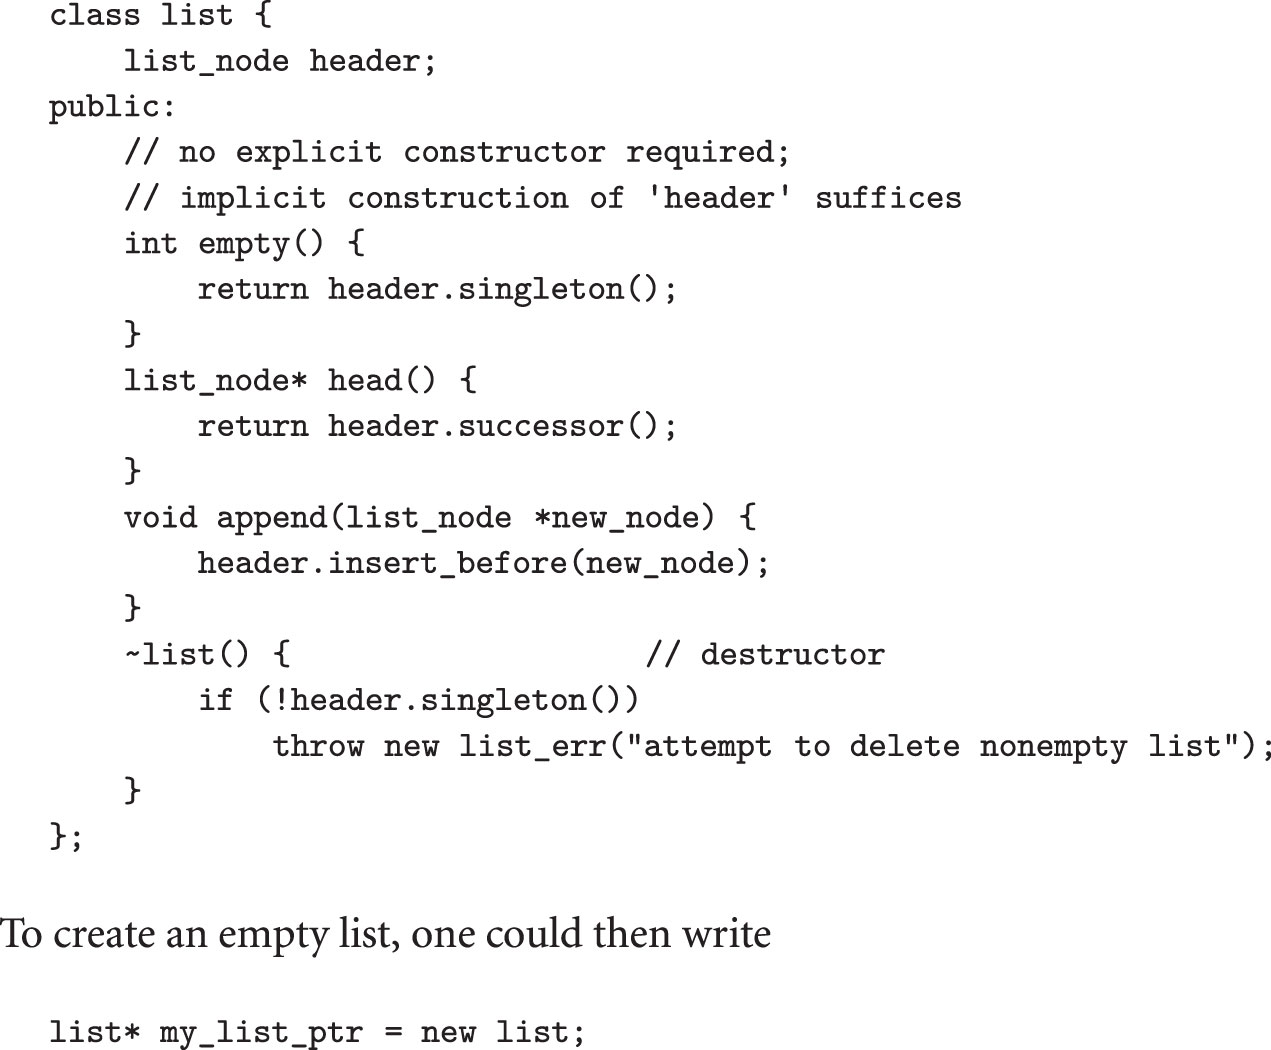 class list {
    list_node header;
public:
    // no explicit constructor required;
    // implicit construction of 'header' suffices
    int empty() {
        return header.singleton();
    }
    list_node* head() {
        return header.successor();
    }
    void append(list_node *new_node) {
        header.insert_before(new_node);
    }
    ~list() {                   // destructor
        if (!header.singleton())
            throw new list_err("attempt to delete nonempty list");
    }
};
To create an empty list, one could then write
list* my_list_ptr = new list;